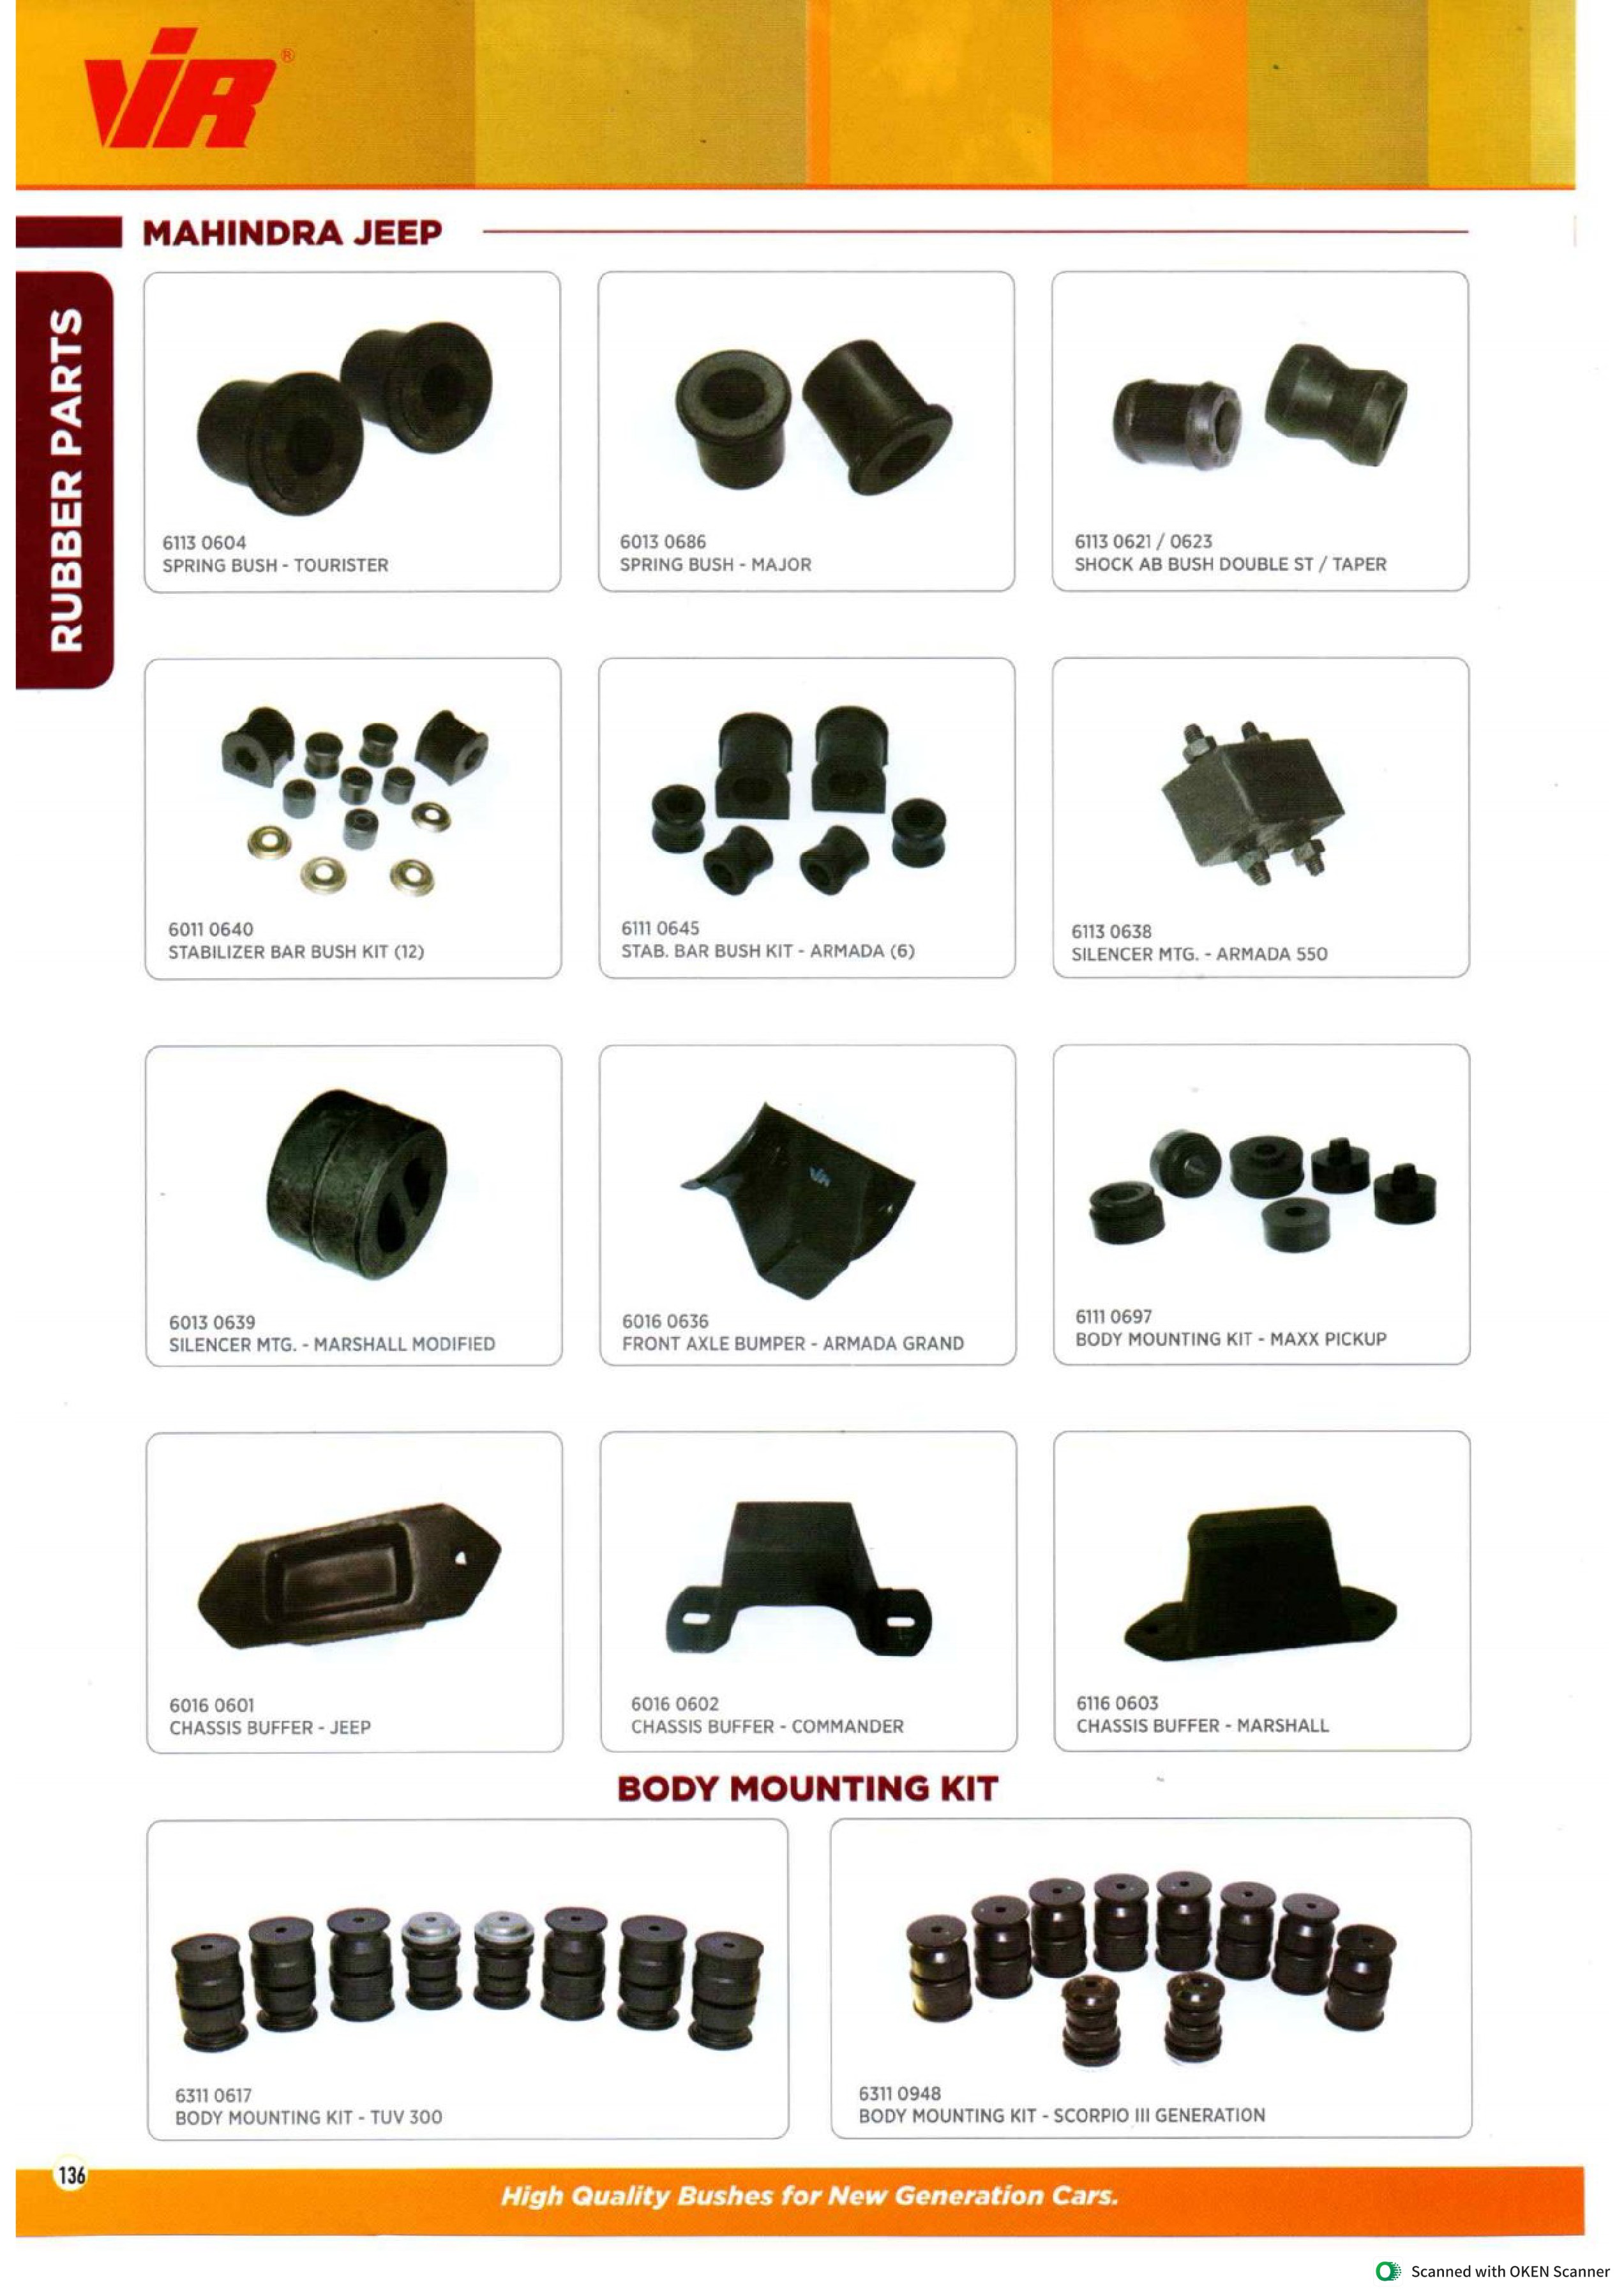 ViR®
MAHINDRA JEEP
RUBBER PARTS
6113 0604
SPRING BUSH - TOURISTER
6013 0686
SPRING BUSH - MAJOR
6113 0621 / 0623
SHOCK AB BUSH DOUBLE ST / TAPER
6011 0640
STABILIZER BAR BUSH KIT (12)
6111 0645
STAB. BAR BUSH KIT - ARMADA (6)
6113 0638
SILENCER MTG. - ARMADA 550
6013 0639
SILENCER MTG. - MARSHALL MODIFIED
ViR
6016 0636
FRONT AXLE BUMPER - ARMADA GRAND
6111 0697
BODY MOUNTING KIT - MAXX PICKUP
6016 0601
CHASSIS BUFFER - JEEP
6016 0602
CHASSIS BUFFER - COMMANDER
6116 0603
CHASSIS BUFFER - MARSHALL
BODY MOUNTING KIT
6311 0617
BODY MOUNTING KIT - TUV 300
6311 0948
BODY MOUNTING KIT - SCORPIO III GENERATION
136
High Quality Bushes for New Generation Cars.
Scanned with OKEN Scanner